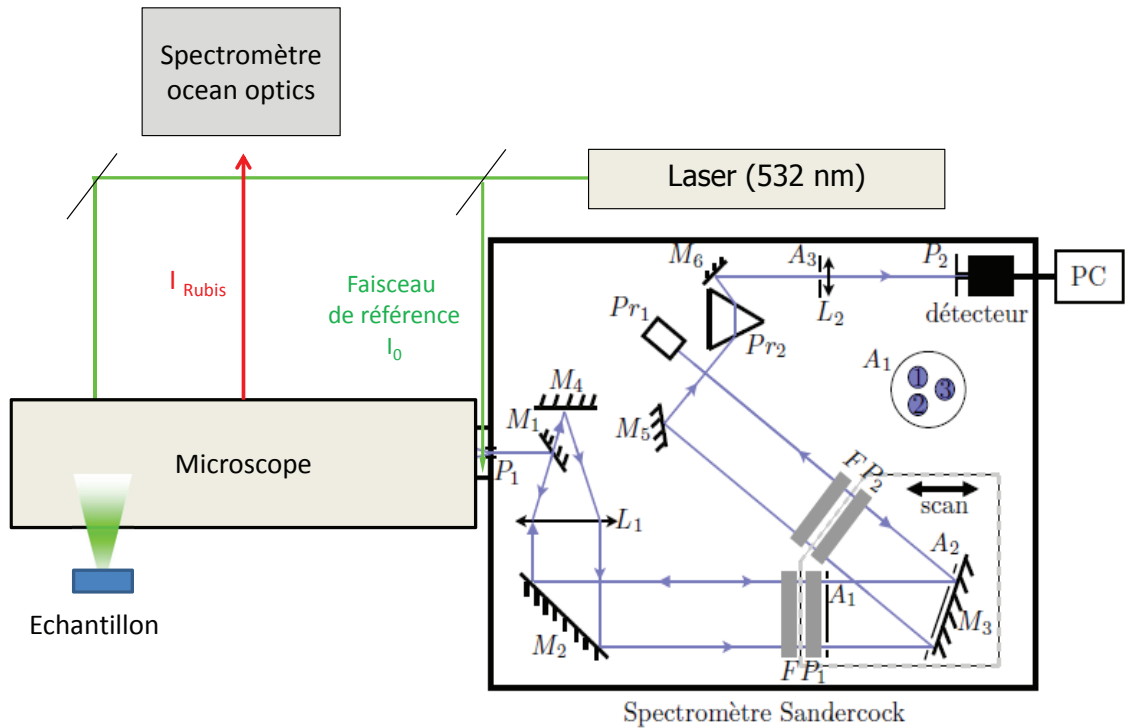 Spectromètre
ocean optics
Laser (532 nm)
I Rubis
Faisceau
de référence
I0
M6
A3
P2
PC
L2
détecteur
Pr1
Pr2
A1
1
2
3
M4
M1
M5
Microscope
P1
FP2
scan
L1
A2
Echantillon
A1
M3
M2
FP1
Spectromètre Sandercock